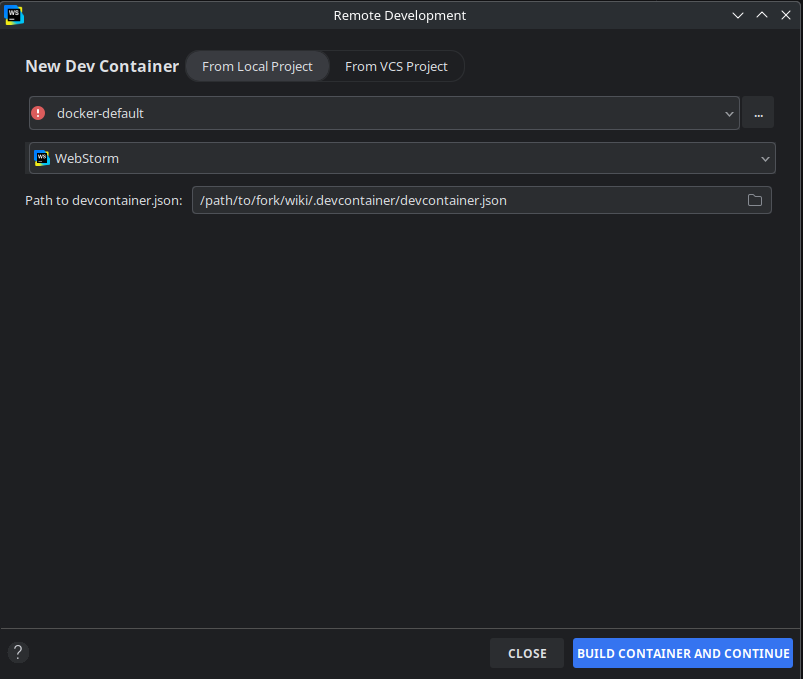 WS Remote Development
New Dev Container From Local Project From VCS Project
! docker-default ...
WS WebStorm
Path to devcontainer.json: /path/to/fork/wiki/.devcontainer/devcontainer.json
? CLOSE BUILD CONTAINER AND CONTINUE